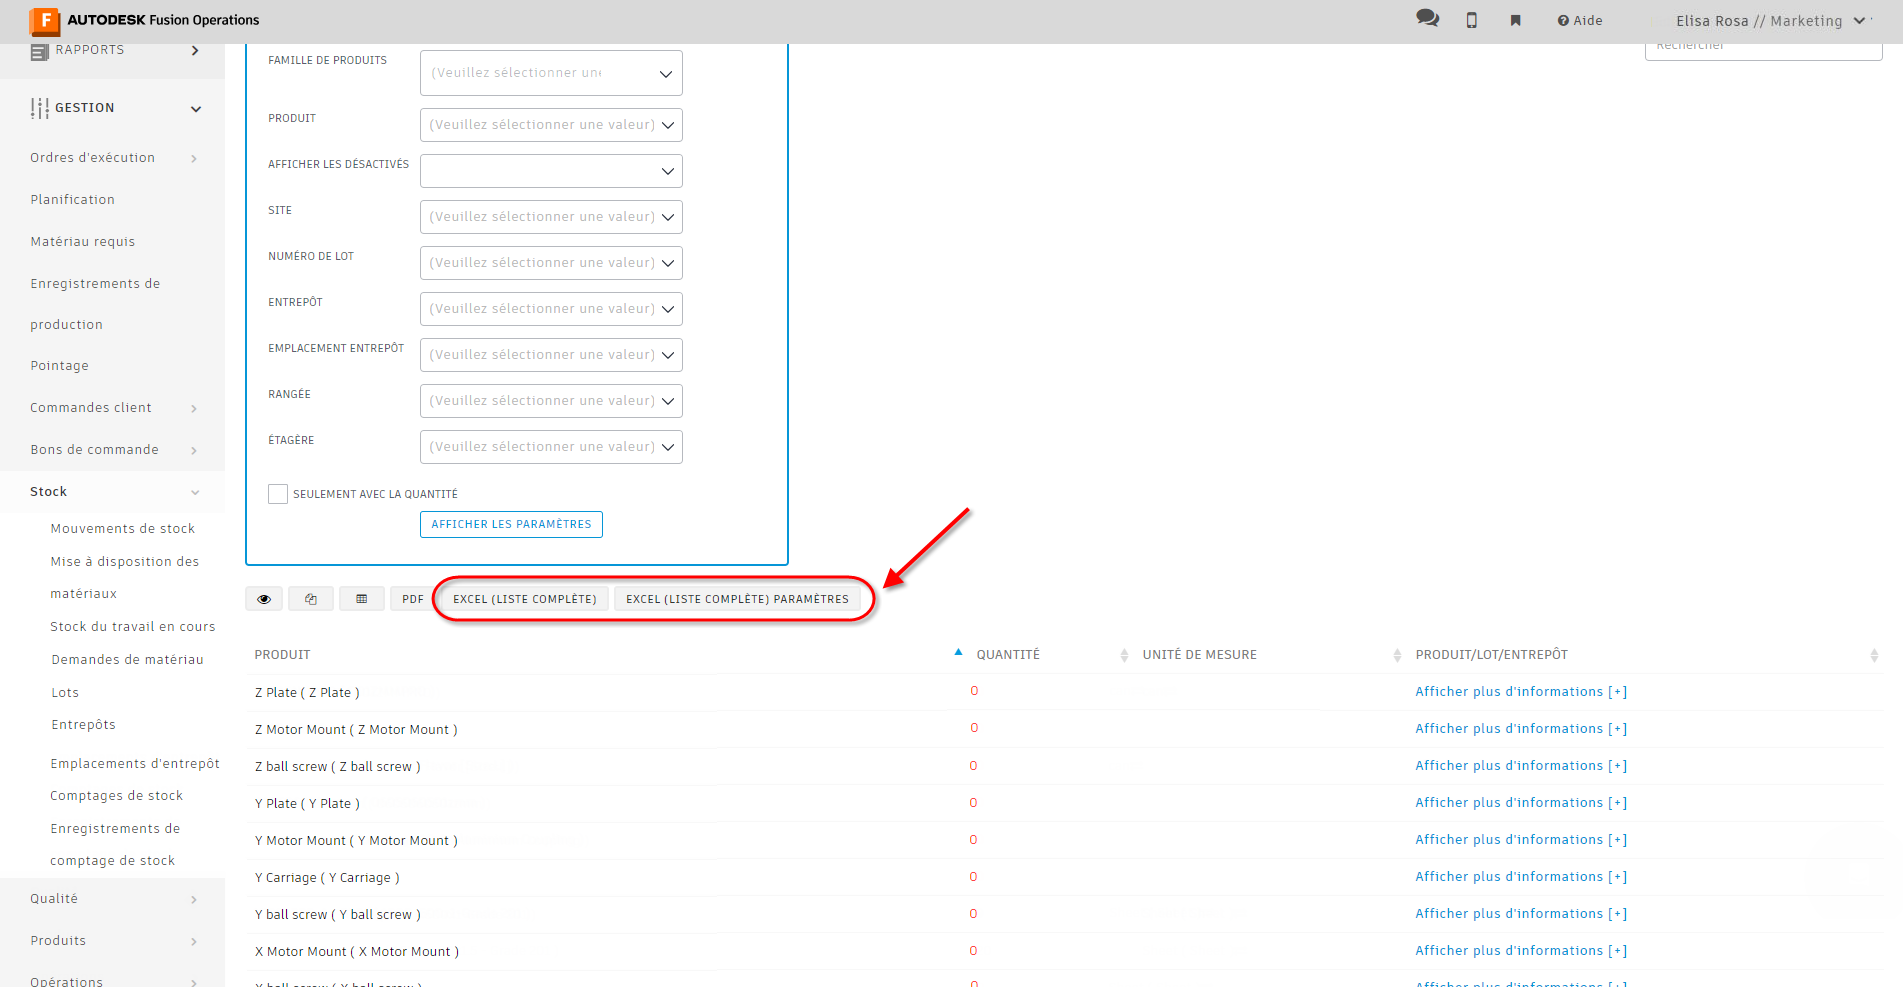 AUTODESK Fusion Operations
Aide
Elisa Rosa // Marketing
RAPPORTS
Rechercher
GESTION
Ordres d'exécution
Planification
Matériau requis
Enregistrements de
production
Pointage
Commandes client
Bons de commande
Stock
Mouvements de stock
Mise à disposition des
matériaux
Stock du travail en cours
Demandes de matériau
Lots
Entrepôts
Emplacements d'entrepôt
Comptages de stock
Enregistrements de
comptage de stock
Qualité
Produits
Opérations
FAMILLE DE PRODUITS (Veuillez sélectionner une
PRODUIT (Veuillez sélectionner une valeur)
AFFICHER LES DÉSACTIVÉS
SITE (Veuillez sélectionner une valeur)
NUMÉRO DE LOT (Veuillez sélectionner une valeur)
ENTREPÔT (Veuillez sélectionner une valeur)
EMPLACEMENT ENTREPÔT (Veuillez sélectionner une valeur)
RANGÉE (Veuillez sélectionner une valeur)
ÉTAGÈRE (Veuillez sélectionner une valeur)
SEULEMENT AVEC LA QUANTITÉ
AFFICHER LES PARAMÈTRES
PDF EXCEL (LISTE COMPLÈTE) EXCEL (LISTE COMPLÈTE) PARAMÈTRES
PRODUIT QUANTITÉ UNITÉ DE MESURE PRODUIT/LOT/ENTREPÔT
Z Plate ( Z Plate ) 0 Afficher plus d'informations [+]
Z Motor Mount ( Z Motor Mount ) 0 Afficher plus d'informations [+]
Z ball screw ( Z ball screw ) 0 Afficher plus d'informations [+]
Y Plate ( Y Plate ) 0 Afficher plus d'informations [+]
Y Motor Mount ( Y Motor Mount ) 0 Afficher plus d'informations [+]
Y Carriage ( Y Carriage ) 0 Afficher plus d'informations [+]
Y ball screw ( Y ball screw ) 0 Afficher plus d'informations [+]
X Motor Mount ( X Motor Mount ) 0 Afficher plus d'informations [+]
X ball screw ( X ball screw ) 0 Afficher plus d'informations [+]